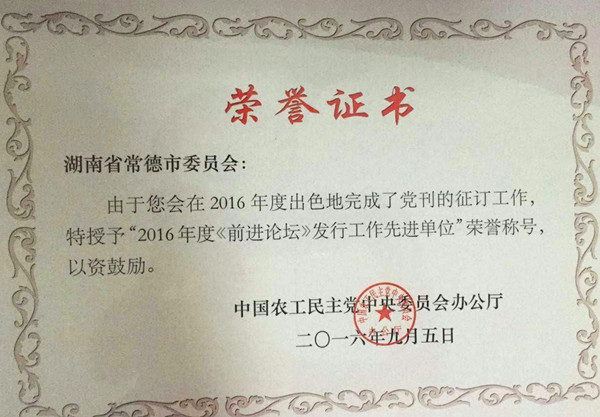 荣誉证书
湖南省常德市委员会：
由于您会在2016年度出色地完成了党刊的征订工作，
特授予“2016年度《前进论坛》发行工作先进单位”荣誉称号，
以资鼓励。
中国农工民主党中央委员会办公厅
二〇一六年九月五日